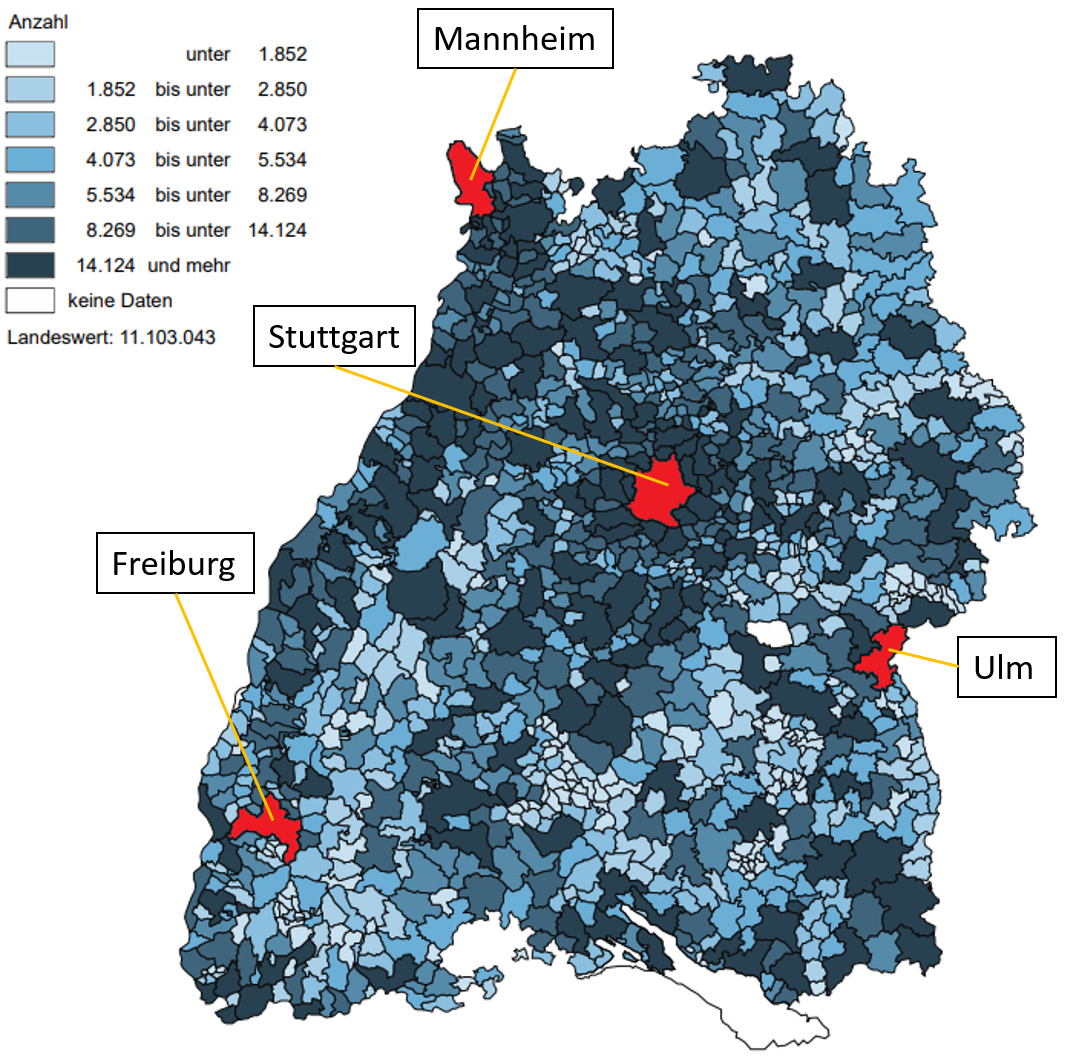 Anzahl
unter 1.852
1.852 bis unter 2.850
2.850 bis unter 4.073
4.073 bis unter 5.534
5.534 bis unter 8.269
8.269 bis unter 14.124
14.124 und mehr
keine Daten
Landeswert: 11.103.043
Mannheim
Stuttgart
Freiburg
Ulm